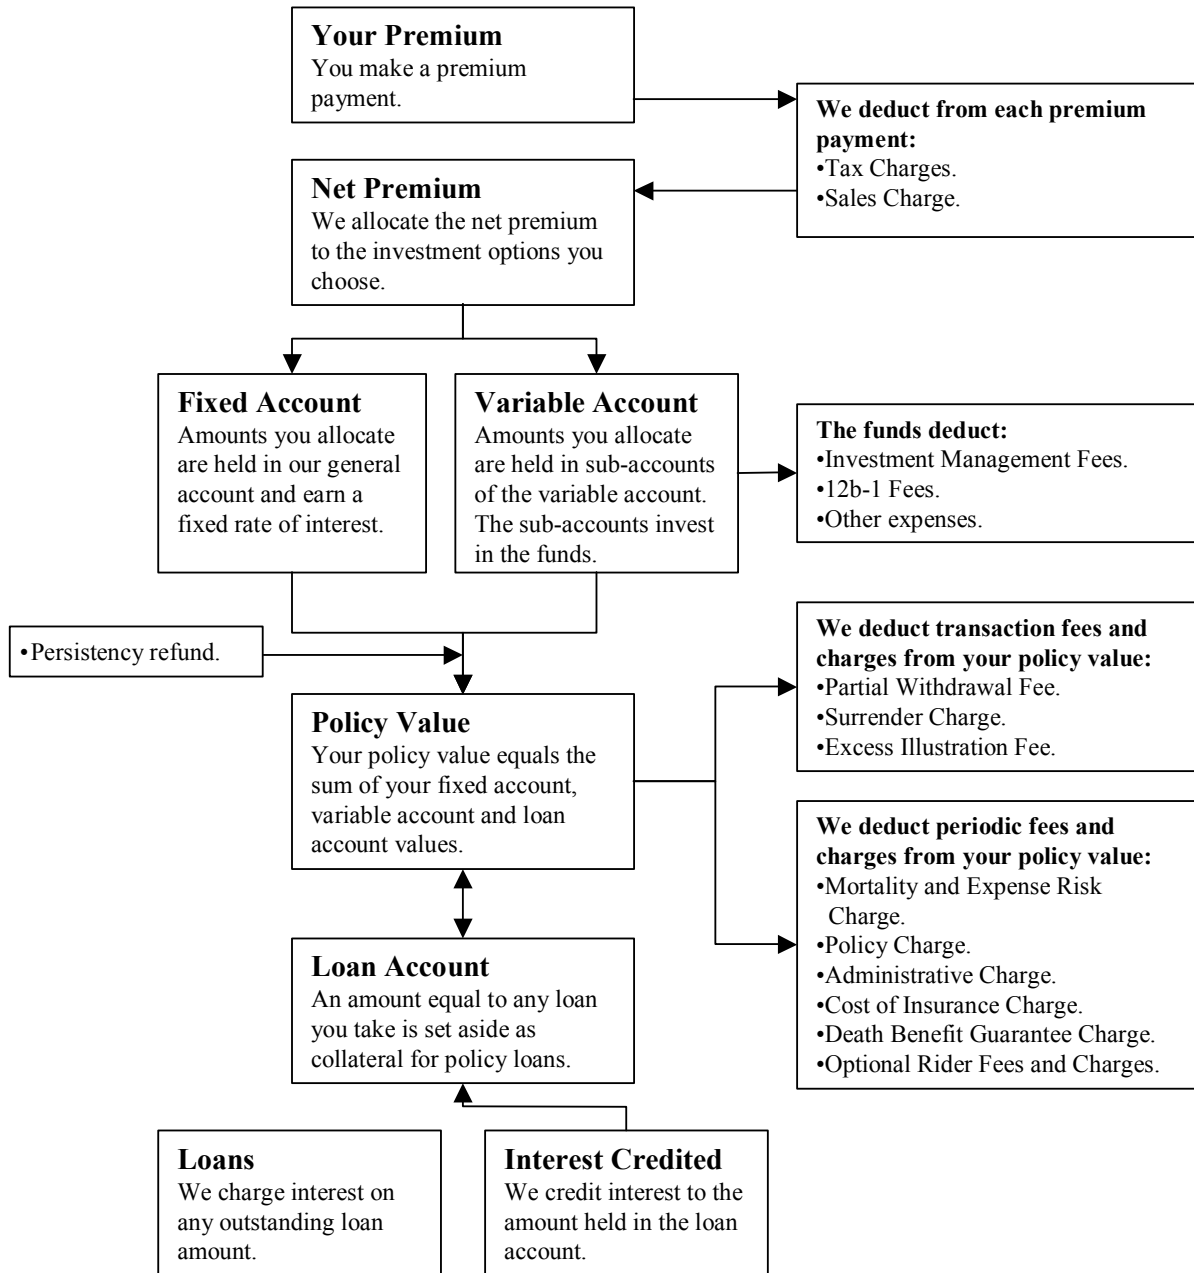 Your Premium
You make a premium
payment.
We deduct from each premium
payment:
•Tax Charges.
•Sales Charge.
Net Premium
We allocate the net premium
to the investment options you
choose.
Fixed Account
Amounts you allocate
are held in our general
account and earn a
fixed rate of interest.
Variable Account
Amounts you allocate
are held in sub-accounts
of the variable account.
The sub-accounts invest
in the funds.
The funds deduct:
•Investment Management Fees.
•12b-1 Fees.
•Other expenses.
•Persistency refund.
We deduct transaction fees and
charges from your policy value:
•Partial Withdrawal Fee.
•Surrender Charge.
•Excess Illustration Fee.
Policy Value
Your policy value equals the
sum of your fixed account,
variable account and loan
account values.
We deduct periodic fees and
charges from your policy value:
•Mortality and Expense Risk
Charge.
•Policy Charge.
•Administrative Charge.
•Cost of Insurance Charge.
•Death Benefit Guarantee Charge.
•Optional Rider Fees and Charges.
Loan Account
An amount equal to any loan
you take is set aside as
collateral for policy loans.
Loans
We charge interest on
any outstanding loan
amount.
Interest Credited
We credit interest to the
amount held in the loan
account.